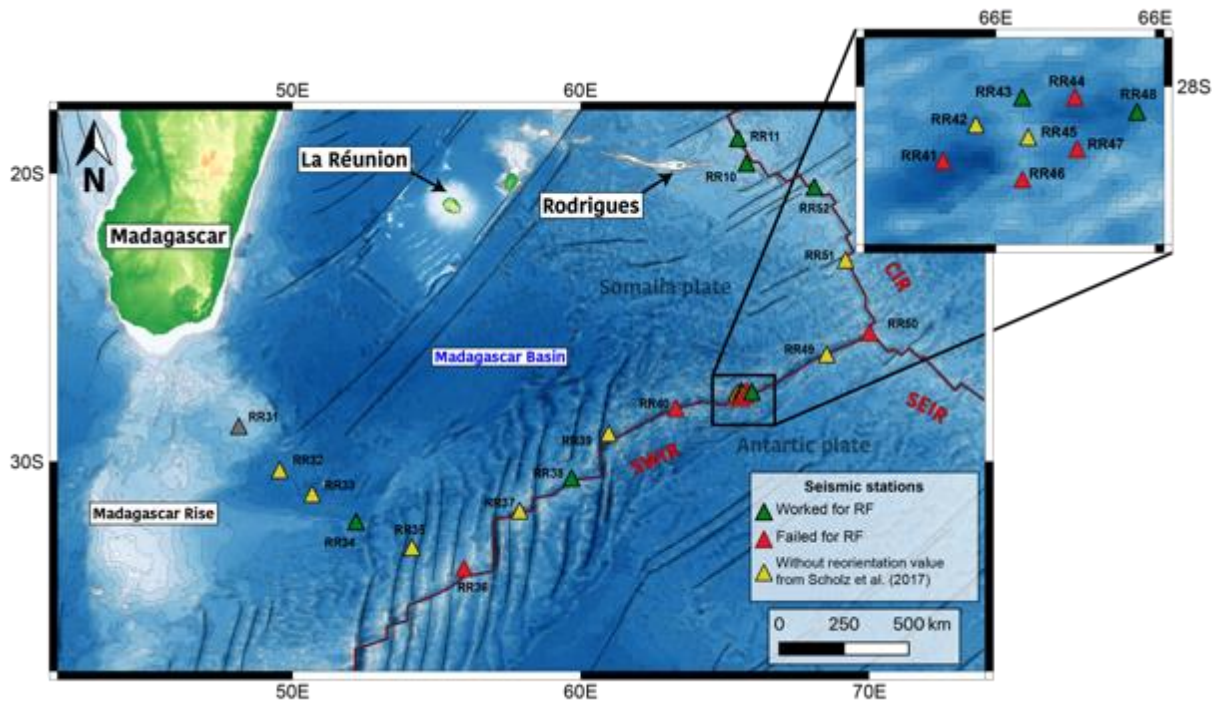 66E 66E
28S
RR44
RR43
RR48
RR42
RR45
RR47
RR41
RR46
50E 60E
20S
30S
N
La Réunion
Rodrigues
Madagascar
RR11
RR10
RR52
RR51
Somalia plate
CIR
Madagascar Basin
RR50
RR49
SEIR
RR40
RR31
RR39
SWIR
Antartic plate
RR32
RR38
RR33
Madagascar Rise
RR37
RR34
RR35
RR36
Seismic stations
Worked for RF
Failed for RF
Without reorientation value
from Scholz et al. (2017)
0 250 500 km
50E 60E 70E